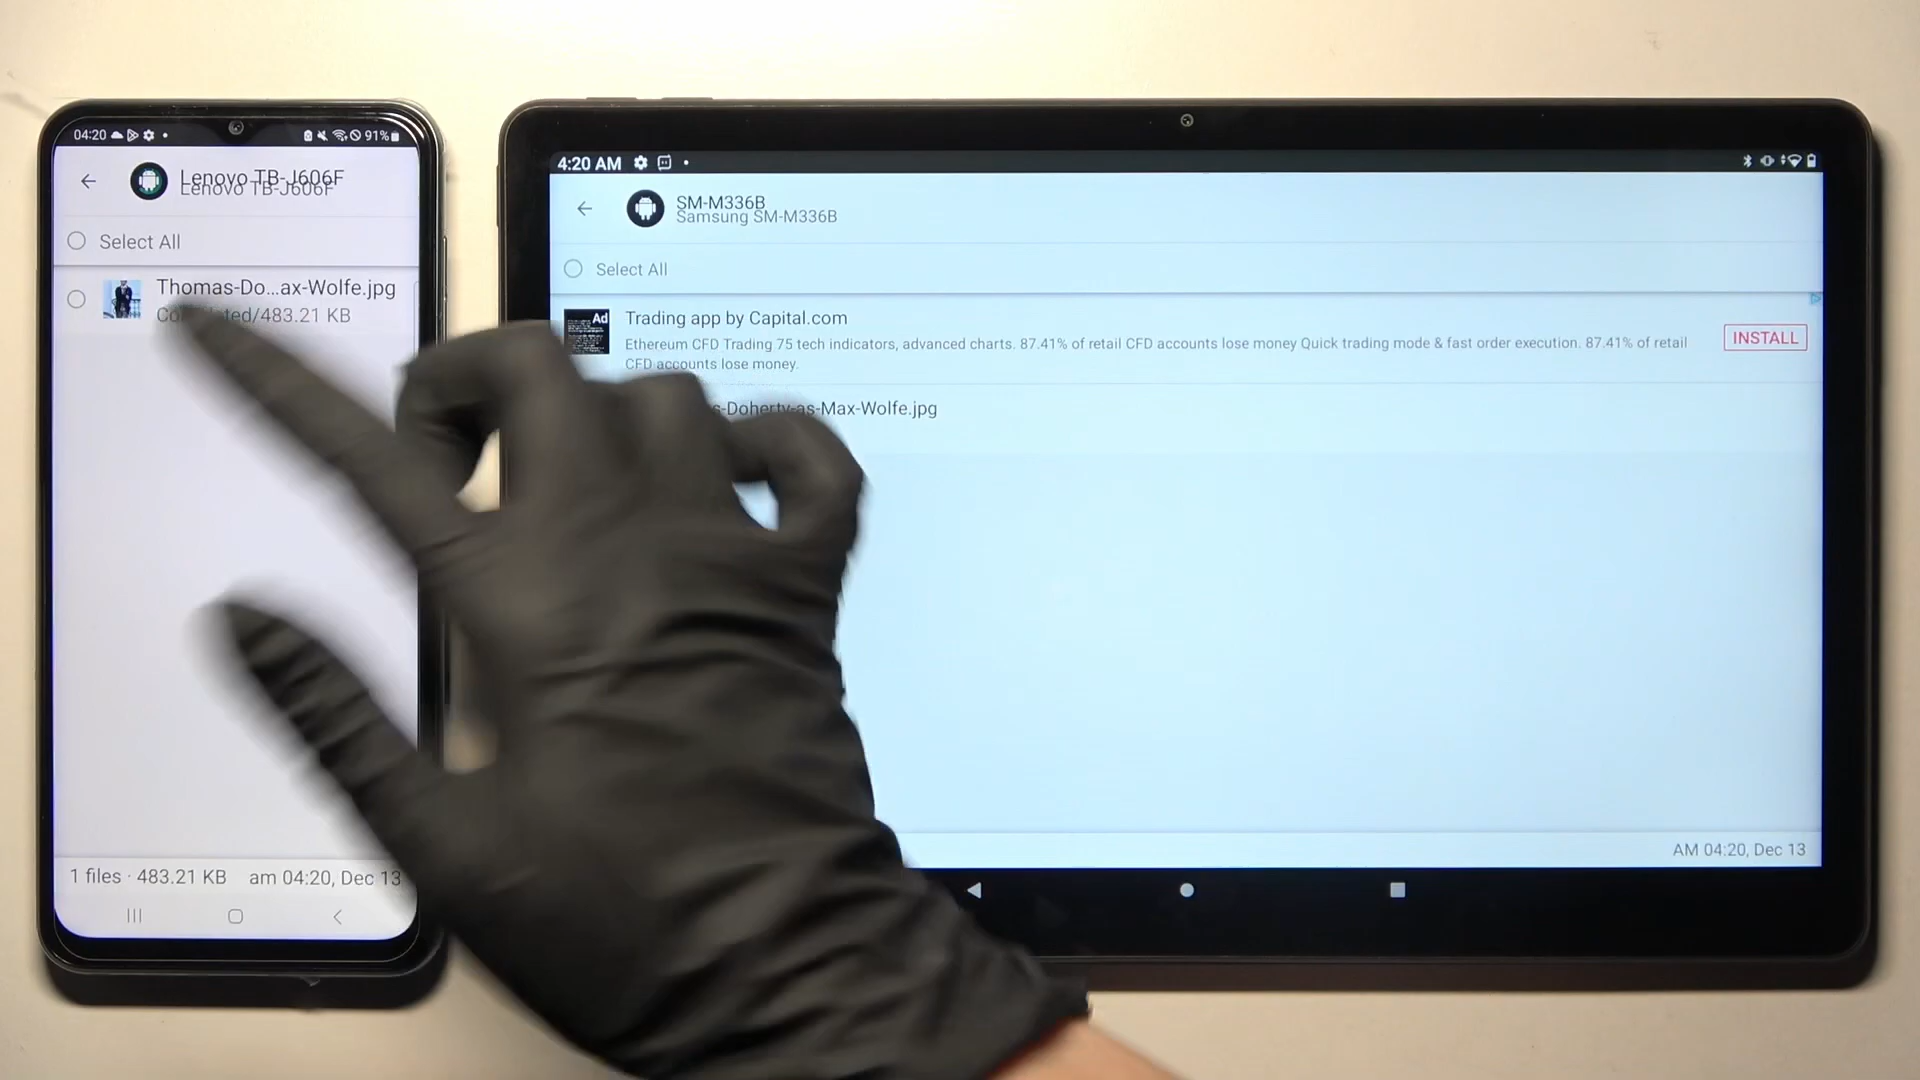 04:20
91%
Lenovo TB-J606F
Lenovo TB-J606F
Select All
Thomas-Do...ax-Wolfe.jpg
/483.21 KB
1 files · 483.21 KB am 04:20, Dec 13
4:20 AM
SM-M336B
Samsung SM-M336B
Select All
Ad
Trading app by Capital.com
Ethereum CFD Trading 75 tech indicators, advanced charts. 87.41% of retail CFD accounts lose money Quick trading mode & fast order execution. 87.41% of retail
CFD accounts lose money.
INSTALL
s-Doherty-as-Max-Wolfe.jpg
AM 04:20, Dec 13